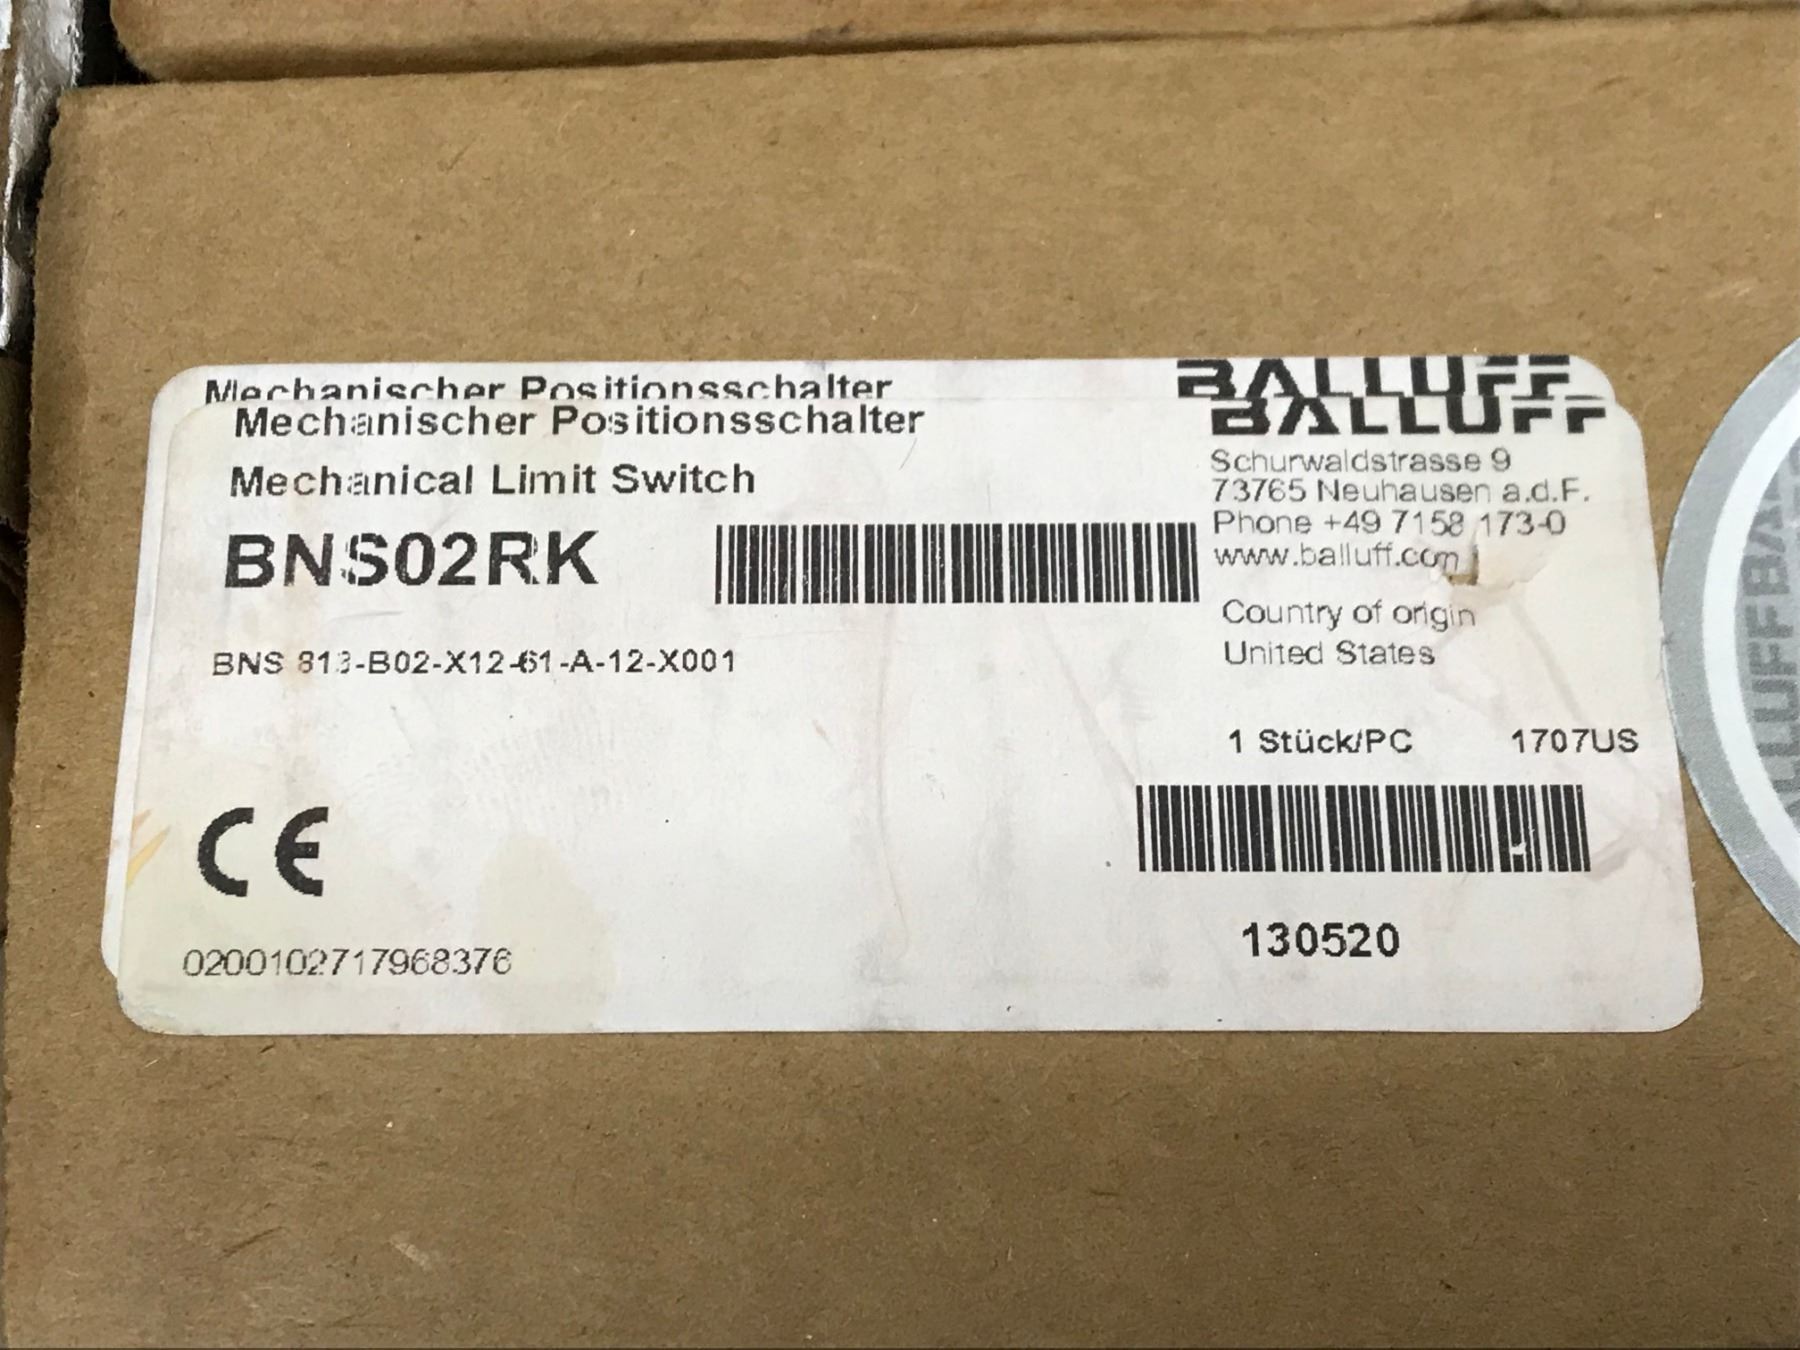 Mechanischer Positionsschalter
BALLUFF
Mechanischer Positionsschalter
BALLUFF
Mechanical Limit Switch
Schurwaldstrasse 9
73765 Neuhausen a.d.F.
Phone +49 7158 173-0
www.balluff.com
BNS02RK
Country of origin
United States
BNS 813-B02-X12-61-A-12-X001
1 Stück/PC
1707US
CE
130520
0200102717968376
BALLUFF